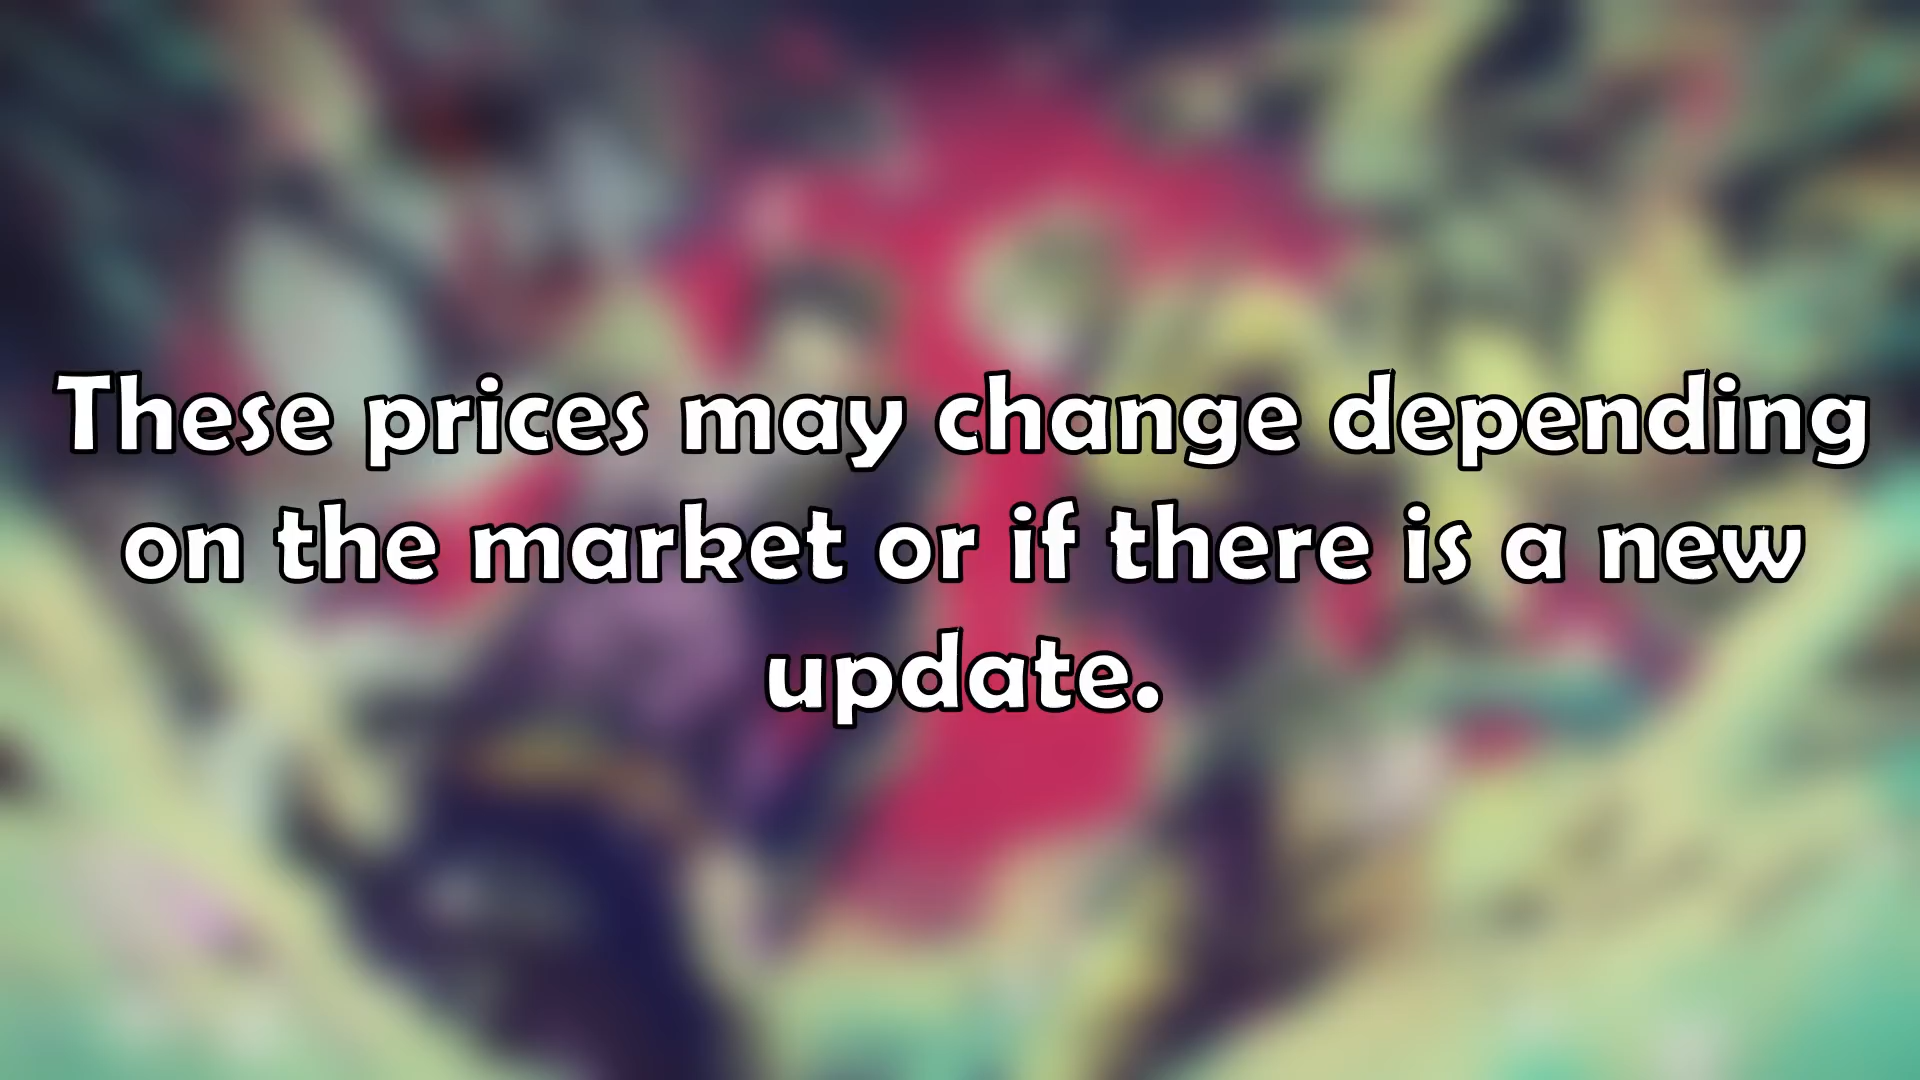 These prices may change depending
on the market or if there is a new
update.